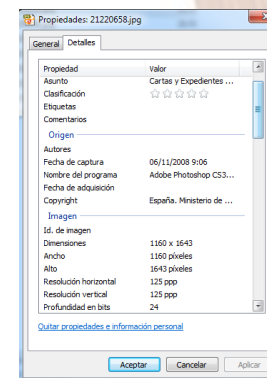 Propiedades: 21220658.jpg
General Detalles
Propiedad Valor
Asunto Cartas y Expedientes ...
Clasificación
Etiquetas
Comentarios
Origen
Autores
Fecha de captura 06/11/2008 9:06
Nombre del programa Adobe Photoshop CS3...
Fecha de adquisición
Copyright España. Ministerio de ...
Imagen
Id. de imagen
Dimensiones 1160 x 1643
Ancho 1160 píxeles
Alto 1643 píxeles
Resolución horizontal 125 ppp
Resolución vertical 125 ppp
Profundidad en bits 24
Quitar propiedades e información personal
Aceptar Cancelar Aplicar